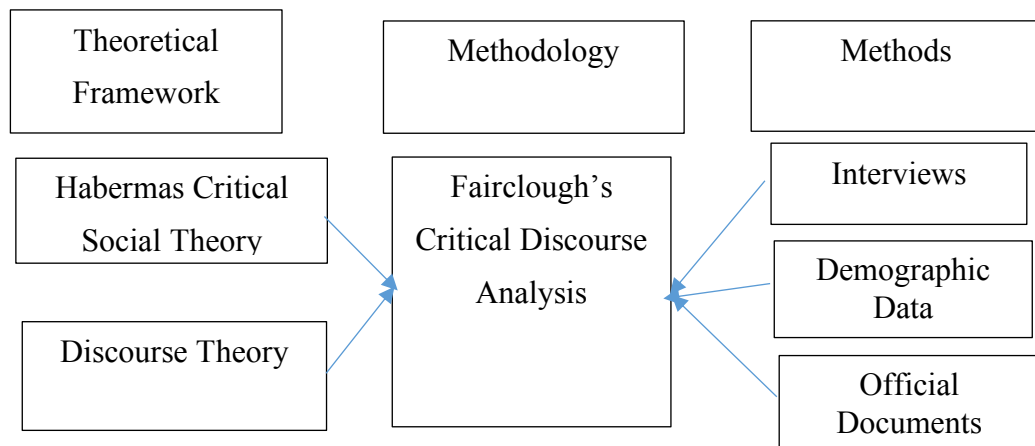 Theoretical
Framework
Methodology
Methods
Habermas Critical
Social Theory
Discourse Theory
Fairclough’s
Critical Discourse
Analysis
Interviews
Demographic
Data
Official
Documents